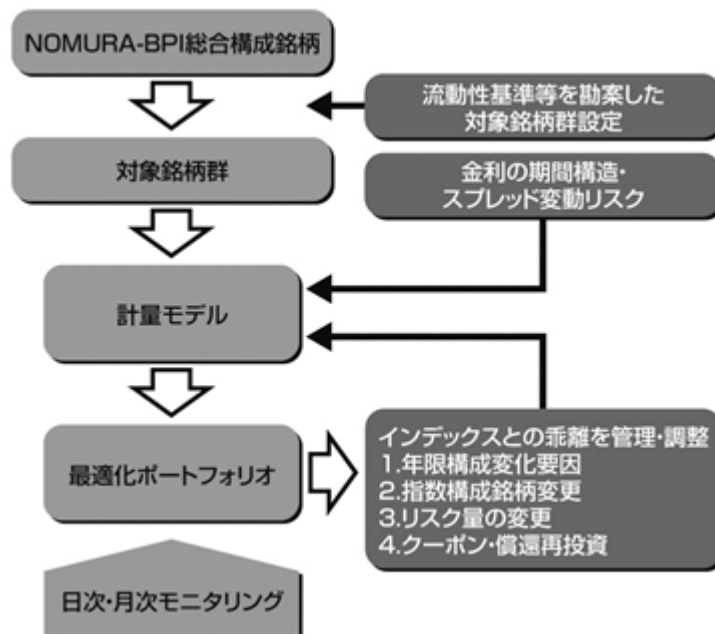 NOMURA-BPI総合構成銘柄
流動性基準等を勘案した
対象銘柄群設定
対象銘柄群
金利の期間構造・
スプレッド変動リスク
計量モデル
最適化ポートフォリオ
インデックスとの乖離を管理・調整
1.年限構成変化要因
2.指数構成銘柄変更
3.リスク量の変更
4.クーポン・償還再投資
日次・月次モニタリング